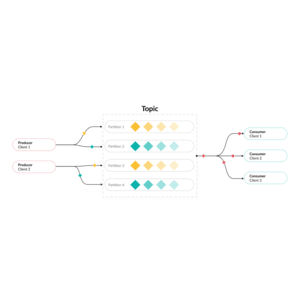 Topic
Partition 1
Partition 2
Partition 3
Partition 4
Producer
Client 1
Producer
Client 2
Consumer
Client 1
Consumer
Client 2
Consumer
Client 3